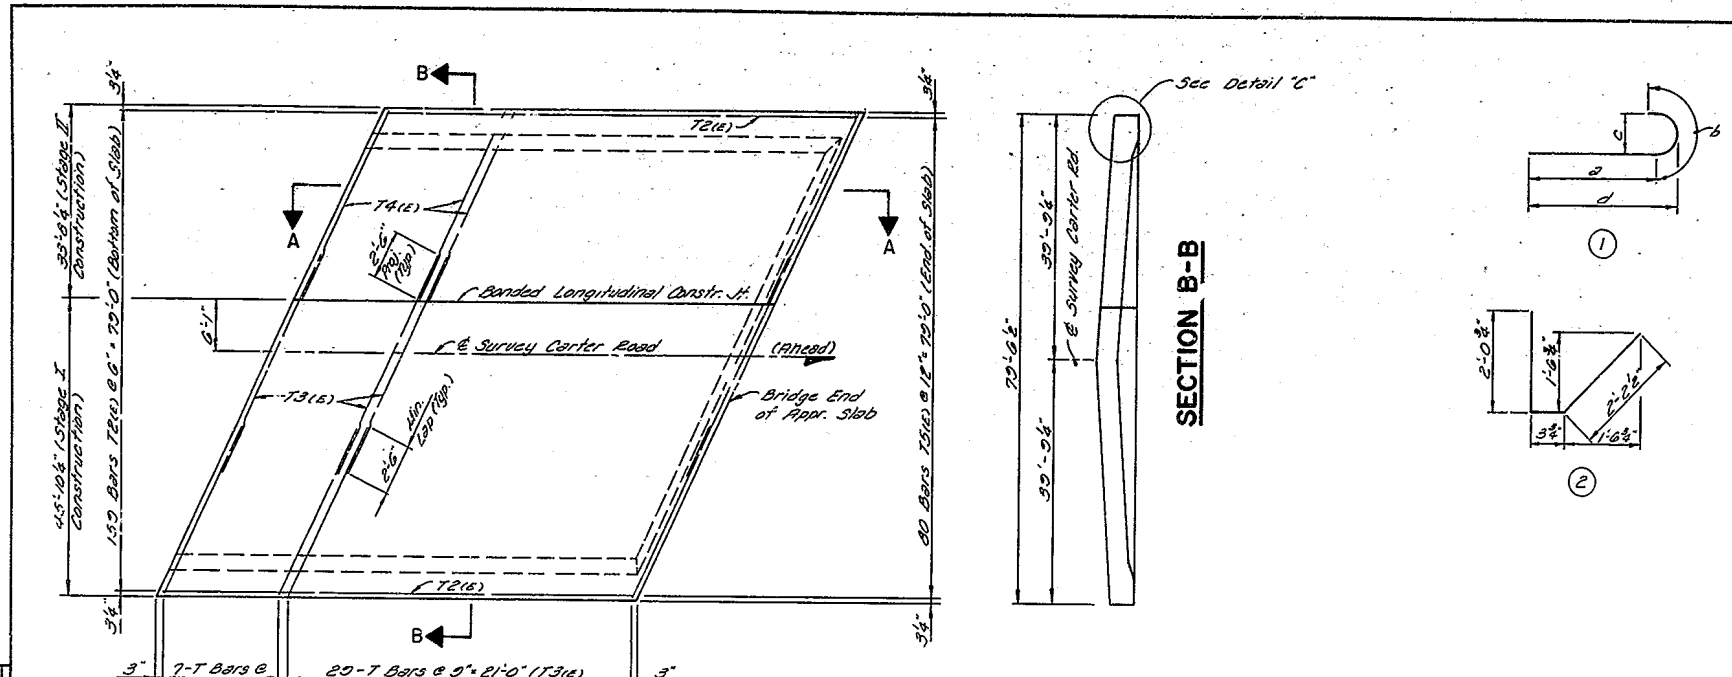 B
See Detail "C"
3¼"
3¼"
T2(E)
c
b
a
d
1
33'-8¼" (Stage II
Construction)
159 Bars T2(E) @ 6" = 79'-0" (Bottom of Slab)
A
T4(E)
A
2'-6"
Proj.
(Typ.)
Bonded Longitudinal Constr. Jt.
6'-1"
℄ Survey Carter Road
(Ahead)
T3(E)
Min.
2'-6" Lap (Typ.)
Bridge End
of Appr. Slab
45'-10¼" (Stage I
Construction)
80 Bars T5(E) @ 12" = 79'-0" (End of Slab)
T2(E)
3¼"
B
3¼"
3"
7-T Bars @
29-T Bars @ 9" = 21'-0" (T3(E)
3"
79'-6½"
39'-9¼"
℄ Survey Carter Rd.
39'-9¼"
SECTION B-B
2'-0¾"
1'-6¾"
2'-2½"
3¾"
1'-6¾"
2